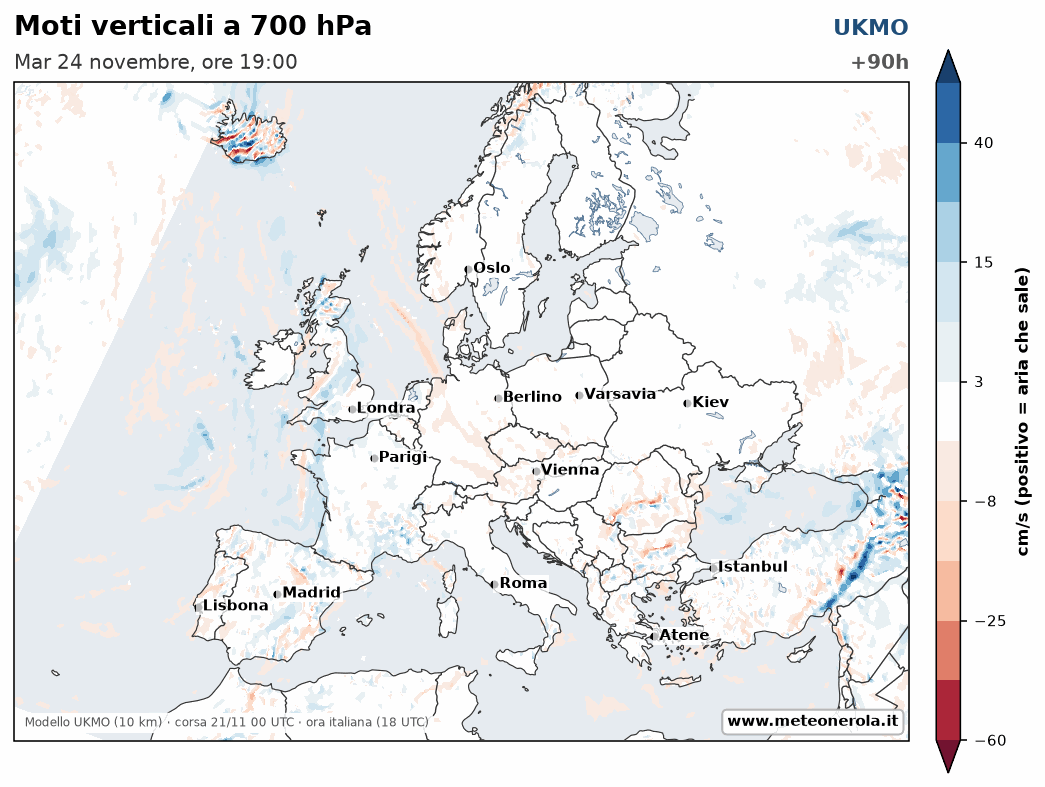 Moti verticali a 700 hPa
UKMO
Mar 24 novembre, ore 19:00
+90h
40
15
3
−8
−25
−60
cm/s (positivo = aria che sale)
Oslo
Londra
Berlino
Varsavia
Kiev
Parigi
Vienna
Istanbul
Roma
Madrid
Lisbona
Atene
Modello UKMO (10 km) · corsa 21/11 00 UTC · ora italiana (18 UTC)
www.meteonerola.it